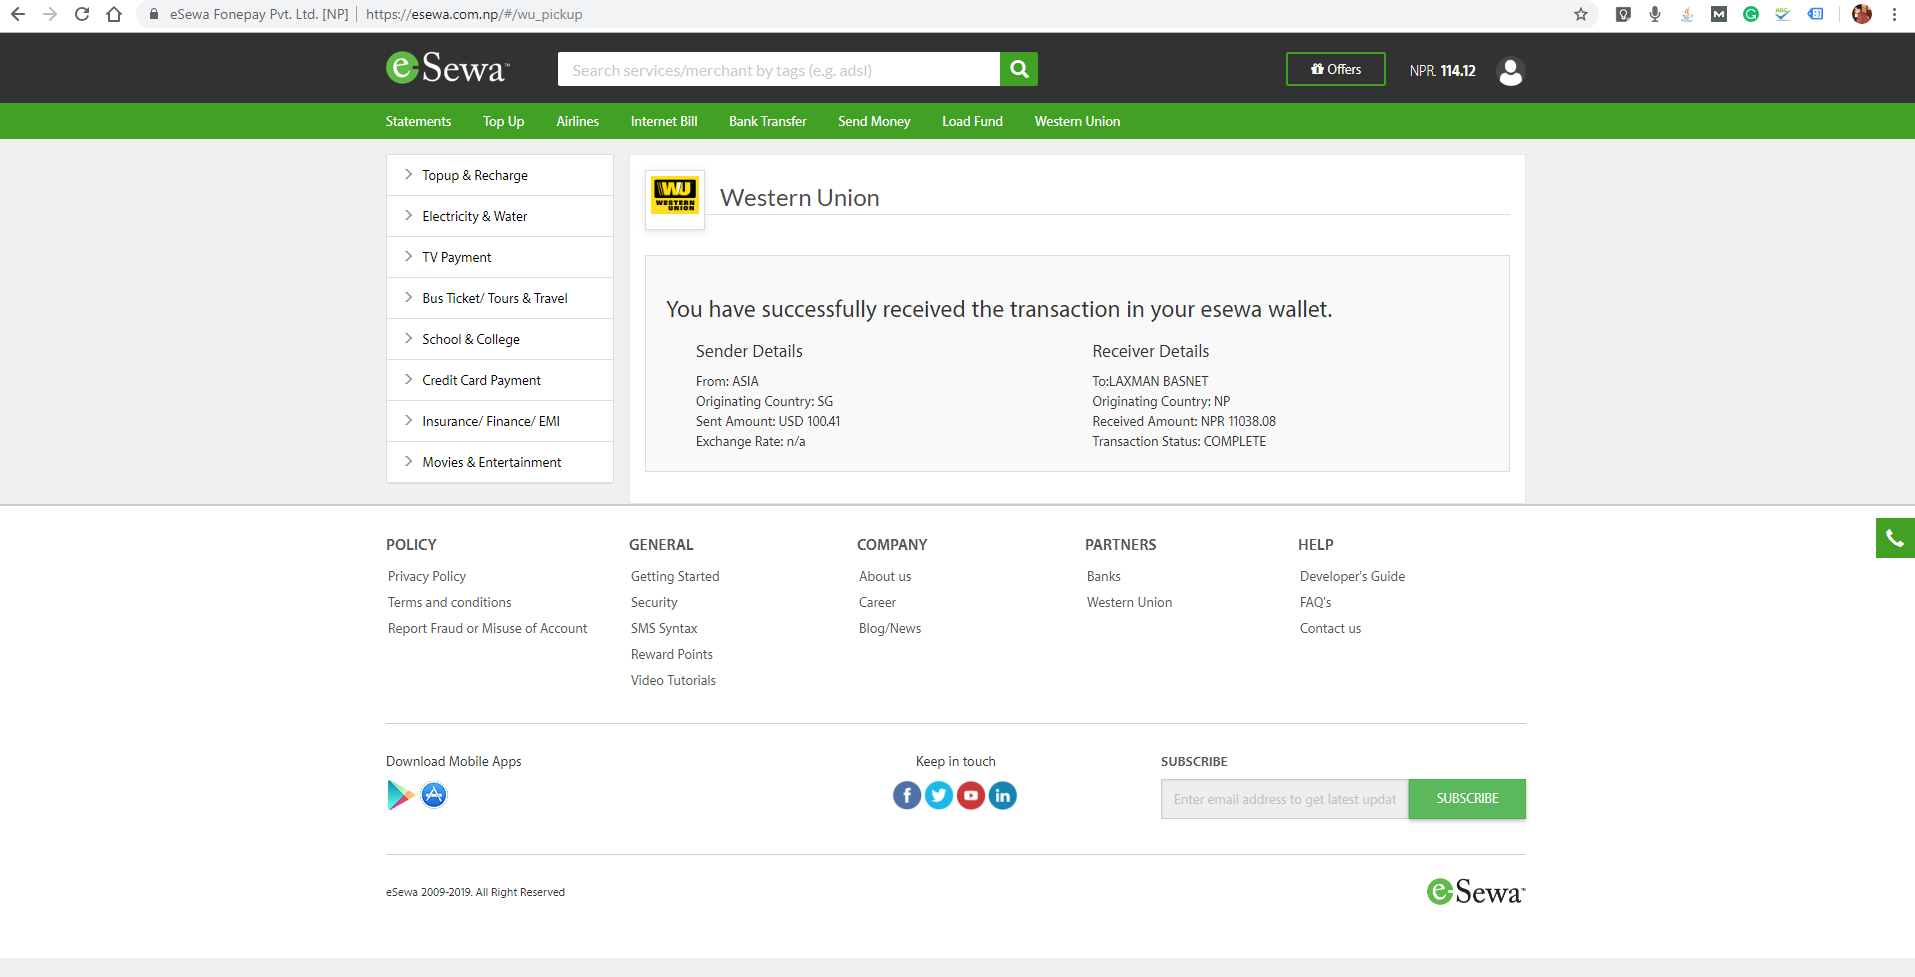 eSewa Fonepay Pvt. Ltd. [NP] https://esewa.com.np/#/wu_pickup
e-Sewa™
Search services/merchant by tags (e.g. adsl)
Offers
NPR. 114.12
Statements Top Up Airlines Internet Bill Bank Transfer Send Money Load Fund Western Union
Topup & Recharge
Electricity & Water
TV Payment
Bus Ticket/ Tours & Travel
School & College
Credit Card Payment
Insurance/ Finance/ EMI
Movies & Entertainment
WU
WESTERN
UNION
Western Union
You have successfully received the transaction in your esewa wallet.
Sender Details
From: ASIA
Originating Country: SG
Sent Amount: USD 100.41
Exchange Rate: n/a
Receiver Details
To:LAXMAN BASNET
Originating Country: NP
Received Amount: NPR 11038.08
Transaction Status: COMPLETE
POLICY
Privacy Policy
Terms and conditions
Report Fraud or Misuse of Account
GENERAL
Getting Started
Security
SMS Syntax
Reward Points
Video Tutorials
COMPANY
About us
Career
Blog/News
PARTNERS
Banks
Western Union
HELP
Developer's Guide
FAQ's
Contact us
Download Mobile Apps
Keep in touch
SUBSCRIBE
Enter email address to get latest updat
SUBSCRIBE
eSewa 2009-2019. All Right Reserved
e-Sewa™